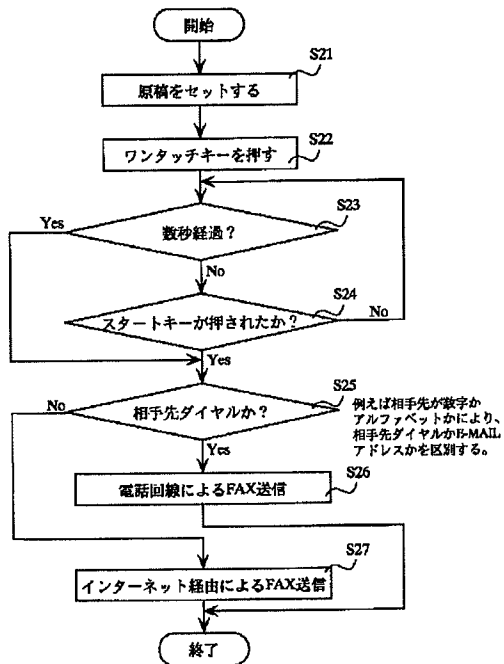 開始
S21
原稿をセットする
S22
ワンタッチキーを押す
S23
Yes
数秒経過?
No
S24
スタートキーが押されたか?
No
Yes
S25
No
相手先ダイヤルか?
例えば相手先が数字か
アルファベットかにより、
相手先ダイヤルかE-MAIL
アドレスかを区別する。
Yes
S26
電話回線によるFAX送信
S27
インターネット経由によるFAX送信
終了